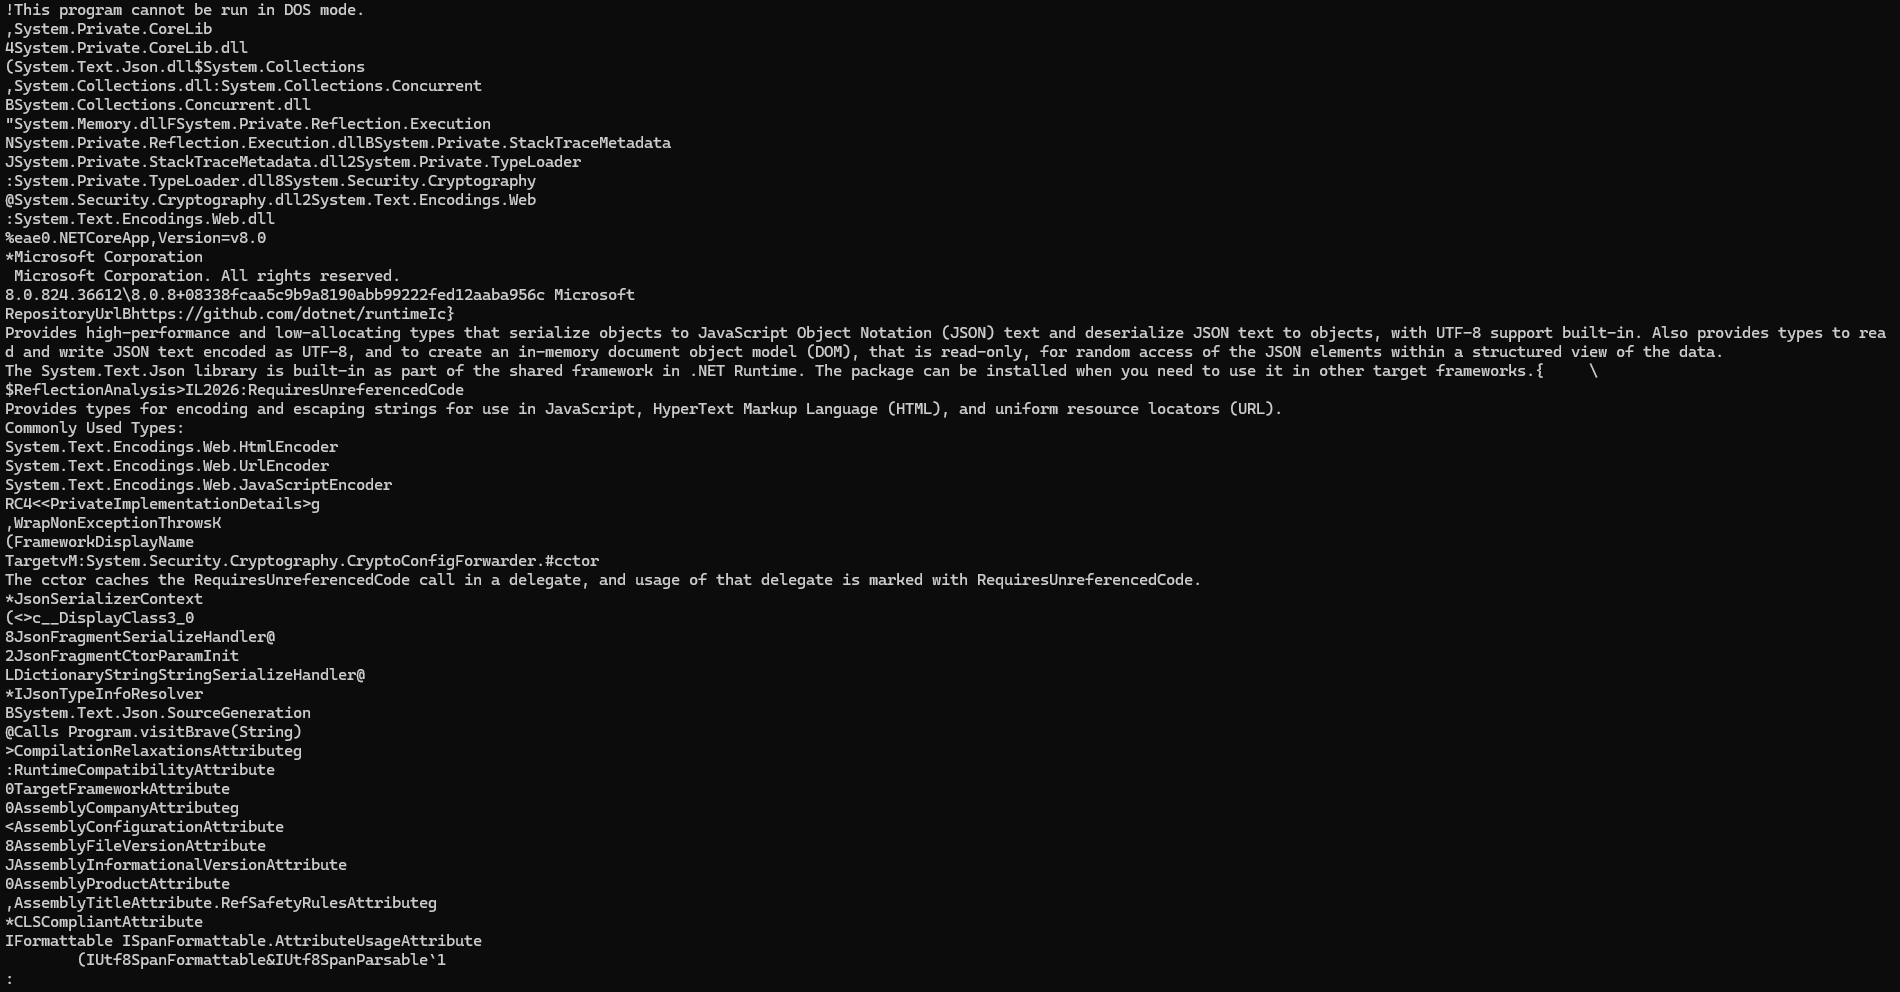 !This program cannot be run in DOS mode.
,System.Private.CoreLib
4System.Private.CoreLib.dll
(System.Text.Json.dll$System.Collections
,System.Collections.dll:System.Collections.Concurrent
BSystem.Collections.Concurrent.dll
"System.Memory.dllFSystem.Private.Reflection.Execution
NSystem.Private.Reflection.Execution.dllBSystem.Private.StackTraceMetadata
JSystem.Private.StackTraceMetadata.dll2System.Private.TypeLoader
:System.Private.TypeLoader.dll8System.Security.Cryptography
@System.Security.Cryptography.dll2System.Text.Encodings.Web
:System.Text.Encodings.Web.dll
%eae0.NETCoreApp,Version=v8.0
*Microsoft Corporation
 Microsoft Corporation. All rights reserved.
8.0.824.36612\8.0.8+08338fcaa5c9b9a8190abb99222fed12aaba956c Microsoft
RepositoryUrlBhttps://github.com/dotnet/runtimeIc}
Provides high-performance and low-allocating types that serialize objects to JavaScript Object Notation (JSON) text and deserialize JSON text to objects, with UTF-8 support built-in. Also provides types to rea
d and write JSON text encoded as UTF-8, and to create an in-memory document object model (DOM), that is read-only, for random access of the JSON elements within a structured view of the data.
The System.Text.Json library is built-in as part of the shared framework in .NET Runtime. The package can be installed when you need to use it in other target frameworks.{     \
$ReflectionAnalysis>IL2026:RequiresUnreferencedCode
Provides types for encoding and escaping strings for use in JavaScript, HyperText Markup Language (HTML), and uniform resource locators (URL).
Commonly Used Types:
System.Text.Encodings.Web.HtmlEncoder
System.Text.Encodings.Web.UrlEncoder
System.Text.Encodings.Web.JavaScriptEncoder
RC4<<PrivateImplementationDetails>g
,WrapNonExceptionThrowsK
(FrameworkDisplayName
TargetvM:System.Security.Cryptography.CryptoConfigForwarder.#cctor
The cctor caches the RequiresUnreferencedCode call in a delegate, and usage of that delegate is marked with RequiresUnreferencedCode.
*JsonSerializerContext
(<>c__DisplayClass3_0
8JsonFragmentSerializeHandler@
2JsonFragmentCtorParamInit
LDictionaryStringStringSerializeHandler@
*IJsonTypeInfoResolver
BSystem.Text.Json.SourceGeneration
@Calls Program.visitBrave(String)
>CompilationRelaxationsAttributeg
:RuntimeCompatibilityAttribute
0TargetFrameworkAttribute
0AssemblyCompanyAttributeg
<AssemblyConfigurationAttribute
8AssemblyFileVersionAttribute
JAssemblyInformationalVersionAttribute
0AssemblyProductAttribute
,AssemblyTitleAttribute.RefSafetyRulesAttributeg
*CLSCompliantAttribute
IFormattable ISpanFormattable.AttributeUsageAttribute
        (IUtf8SpanFormattable&IUtf8SpanParsable`1
: